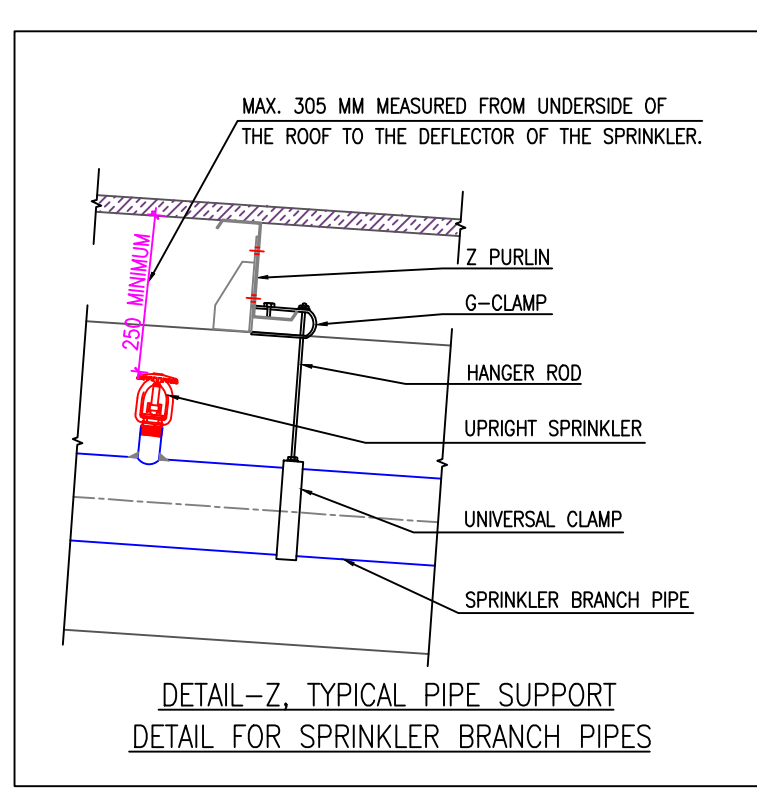 MAX. 305 MM MEASURED FROM UNDERSIDE OF
THE ROOF TO THE DEFLECTOR OF THE SPRINKLER.
250 MINIMUM
Z PURLIN
G-CLAMP
HANGER ROD
UPRIGHT SPRINKLER
UNIVERSAL CLAMP
SPRINKLER BRANCH PIPE
DETAIL-Z, TYPICAL PIPE SUPPORT
DETAIL FOR SPRINKLER BRANCH PIPES